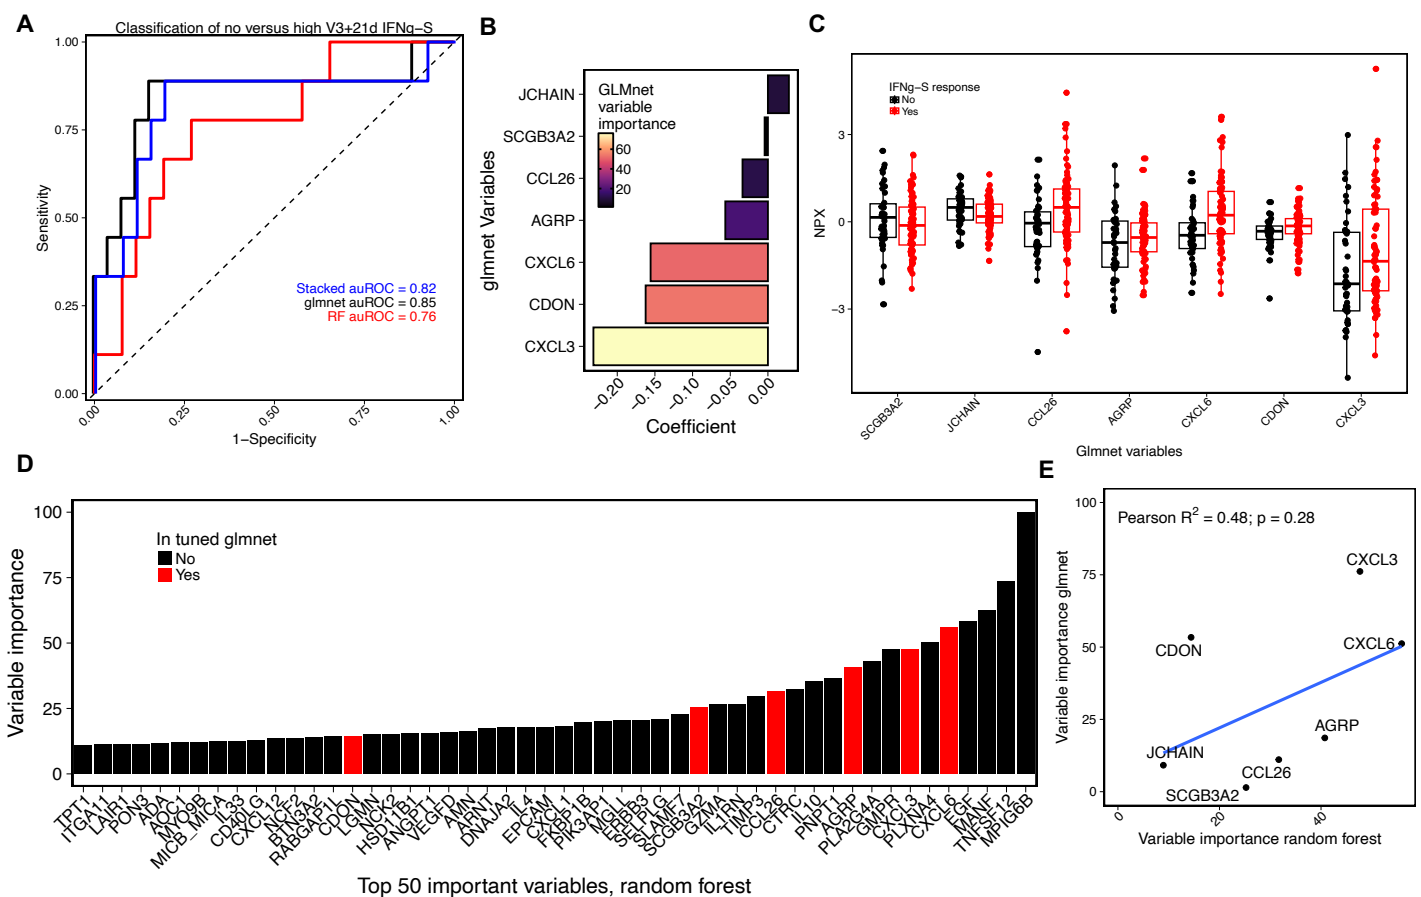 A
Classification of no versus high V3+21d IFNg−S
1.00
0.75
0.50
0.25
0.00
Sensitivity
Stacked auROC = 0.82
glmnet auROC = 0.85
RF auROC = 0.76
0.00
0.25
0.50
0.75
1.00
1−Specificity
B
GLMnet
variable
importance
60
40
20
glmnet Variables
JCHAIN
SCGB3A2
CCL26
AGRP
CXCL6
CDON
CXCL3
−0.20
−0.15
−0.10
−0.05
0.00
Coefficient
C
IFNg−S response
No
Yes
NPX
3
0
−3
SCGB3A2
JCHAIN
CCL26
AGRP
CXCL6
CDON
CXCL3
Glmnet variables
D
In tuned glmnet
No
Yes
Variable importance
100
75
50
25
0
TPT1
ITGA11
LAIR1
PON3
ADA
AOC1
MYO9B
MICB_MICA
IL33
CD40LG
CXCL12
NCF2
BTN3A2
RABGAP1L
CDON
LGMN
NCK2
HSD11B1
ANGPT1
VEGFD
AMN
ARNT
DNAJA2
IL4
EPCAM
CXCL1
FKBP1B
PIK3AP1
MGLL
ERBB3
SELPLG
SLAMF7
SCGB3A2
GZMA
IL1RN
TIMP3
CCL26
CTRC
IL10
PNPT1
AGRP
PLA2G4A
GMPR
CXCL3
PLXNA4
CXCL6
EGF
MANF
TNFSF12
MPIG6B
Top 50 important variables, random forest
E
Pearson R2 = 0.48; p = 0.28
Variable importance glmnet
100
75
50
25
0
CXCL3
CDON
CXCL6
AGRP
JCHAIN
CCL26
SCGB3A2
0
20
40
Variable importance random forest